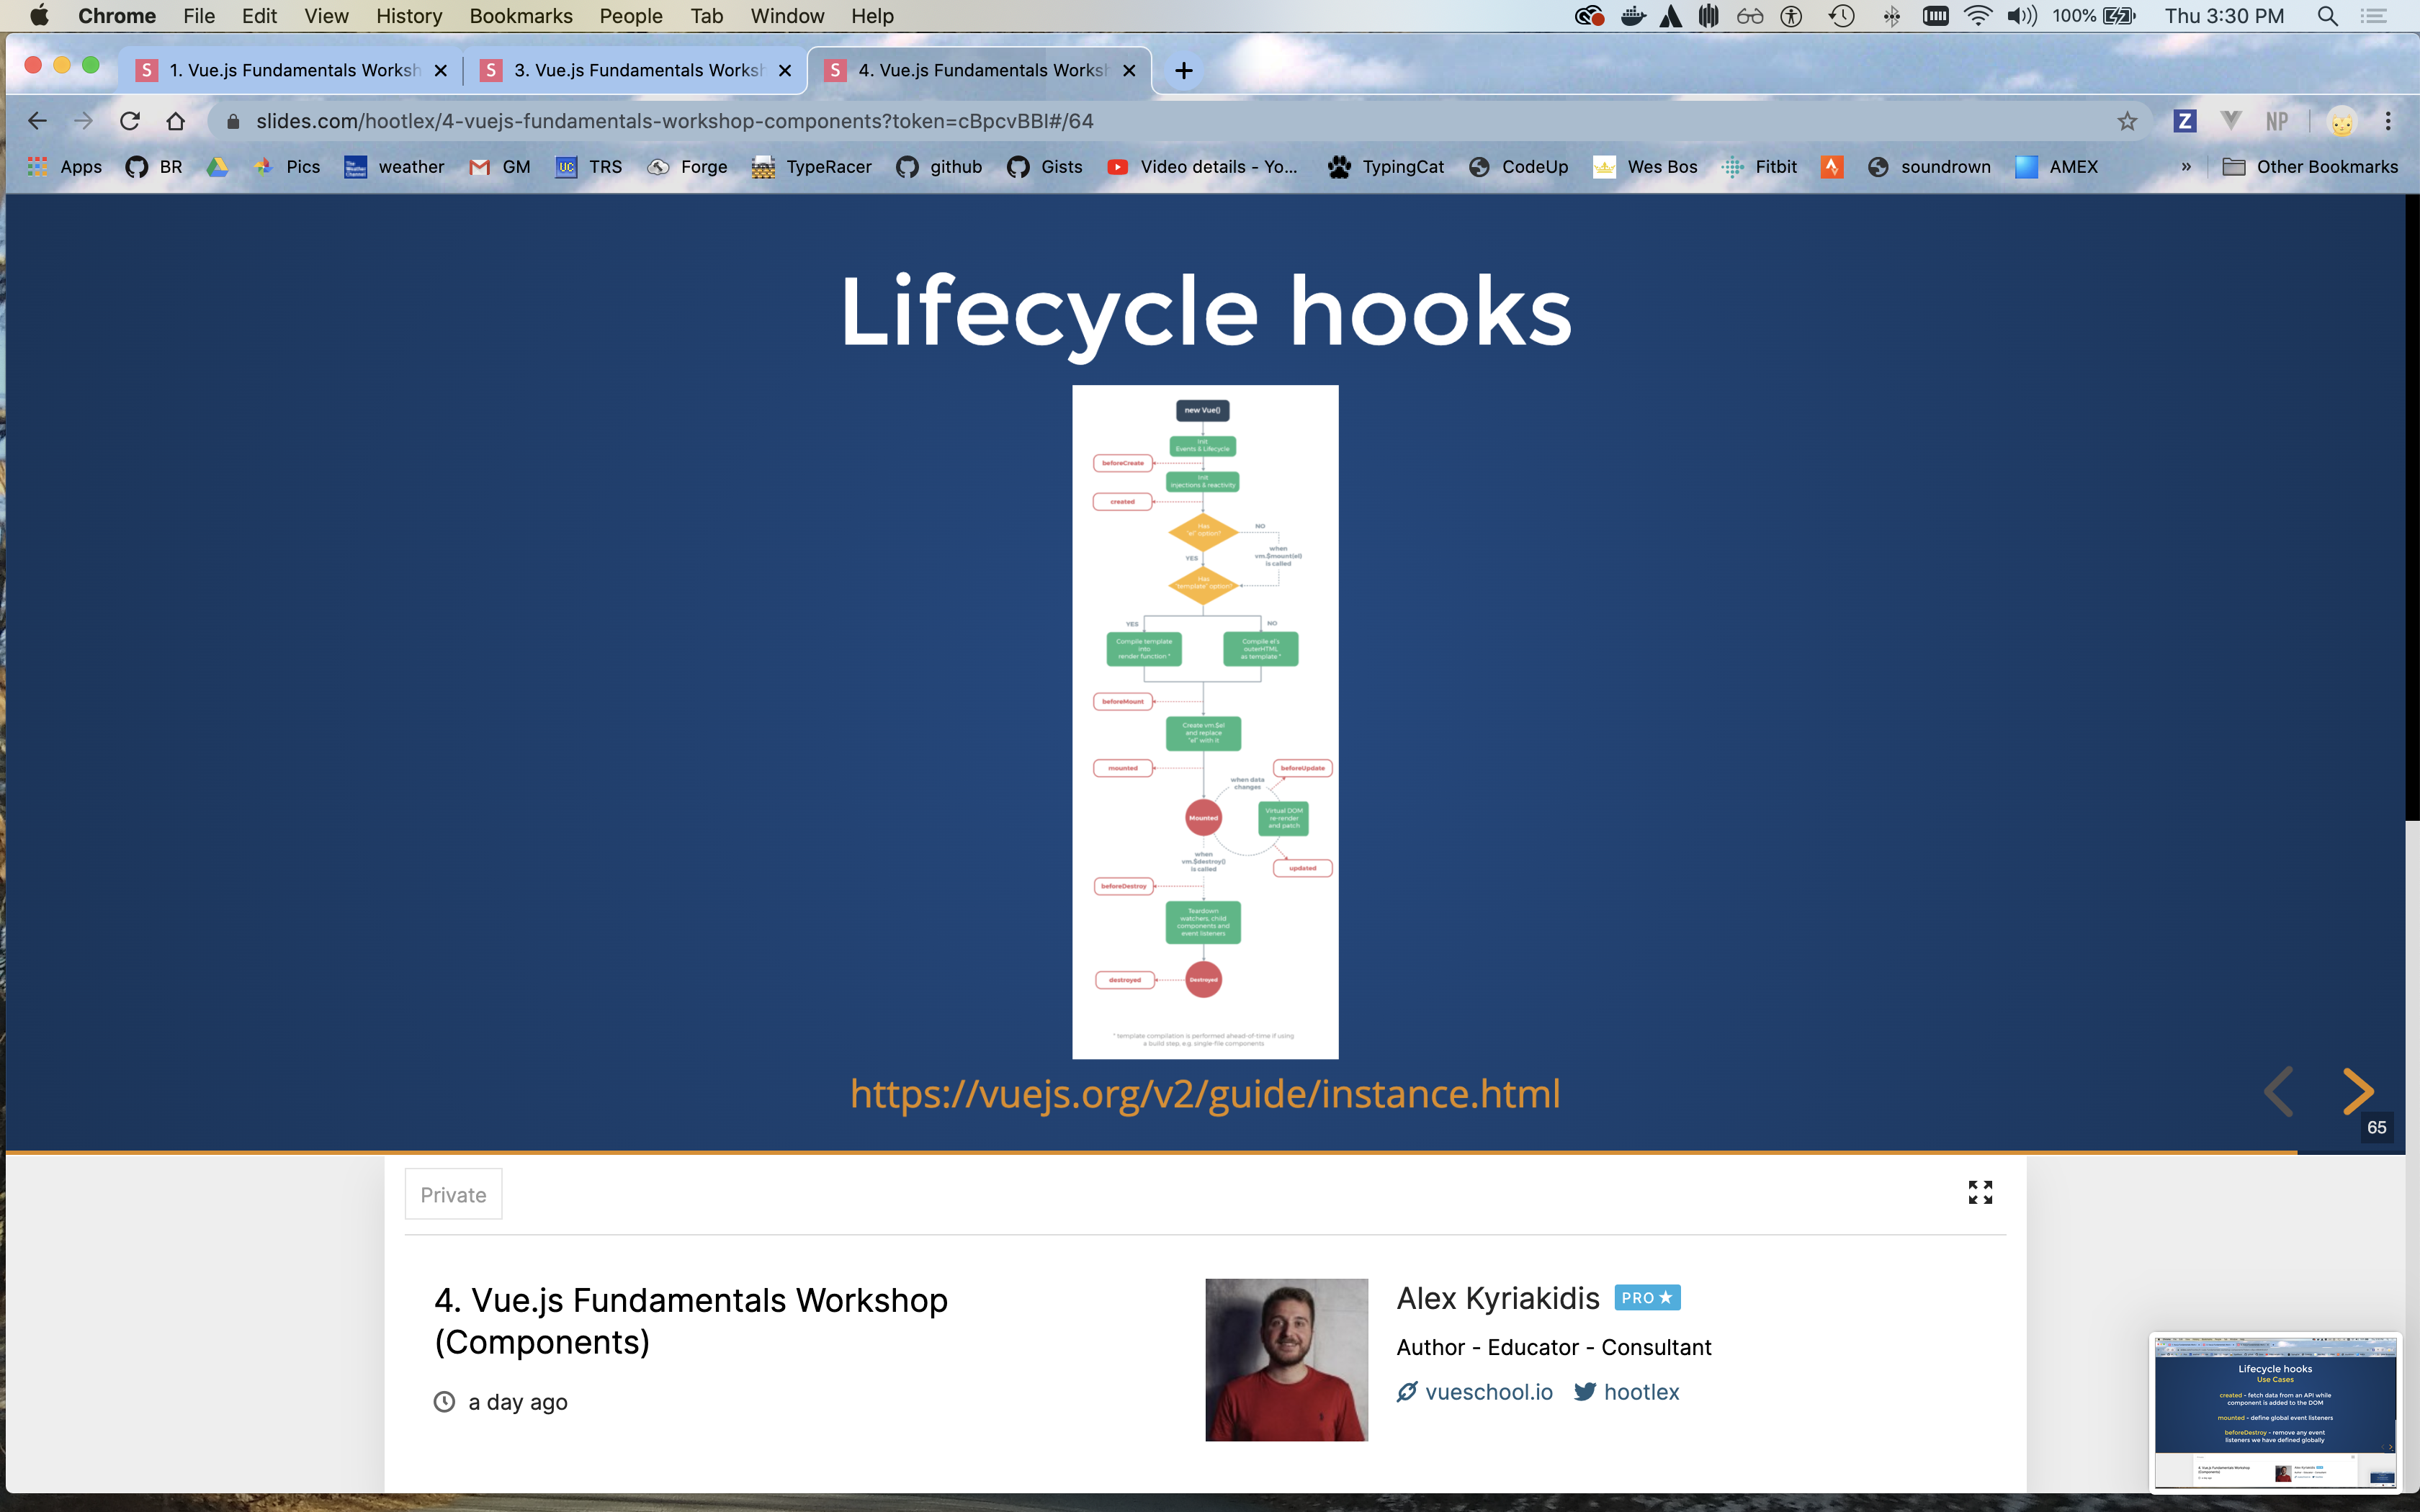 Chrome File Edit View History Bookmarks People Tab Window Help 100% Thu 3:30 PM
S 1. Vue.js Fundamentals Worksh S 3. Vue.js Fundamentals Worksh S 4. Vue.js Fundamentals Worksh
slides.com/hootlex/4-vuejs-fundamentals-workshop-components?token=cBpcvBBI#/64 Z NP
Apps BR Pics weather GM UC TRS Forge TypeRacer github Gists Video details - Yo... TypingCat CodeUp Wes Bos Fitbit soundrown AMEX » Other Bookmarks
Lifecycle hooks
new Vue()
Init
Events & Lifecycle
beforeCreate
Init
injections & reactivity
created
Has
"el" option?
NO
when
vm.$mount(el)
is called
YES
Has
"template" option?
YES
NO
Compile template
into
render function *
Compile el's
outerHTML
as template *
beforeMount
Create vm.$el
and replace
"el" with it
mounted
beforeUpdate
when data
changes
Mounted
Virtual DOM
re-render
and patch
when
vm.$destroy()
is called
updated
beforeDestroy
Teardown
watchers, child
components and
event listeners
destroyed
Destroyed
* template compilation is performed ahead-of-time if using
a build step, e.g. single-file components
https://vuejs.org/v2/guide/instance.html
65
Private
4. Vue.js Fundamentals Workshop
(Components)
a day ago
Alex Kyriakidis PRO
Author - Educator - Consultant
vueschool.io hootlex
Lifecycle hooks
Use Cases
created - fetch data from an API while
component is added to the DOM
mounted - define global event listeners
beforeDestroy - remove any event
listeners we have defined globally